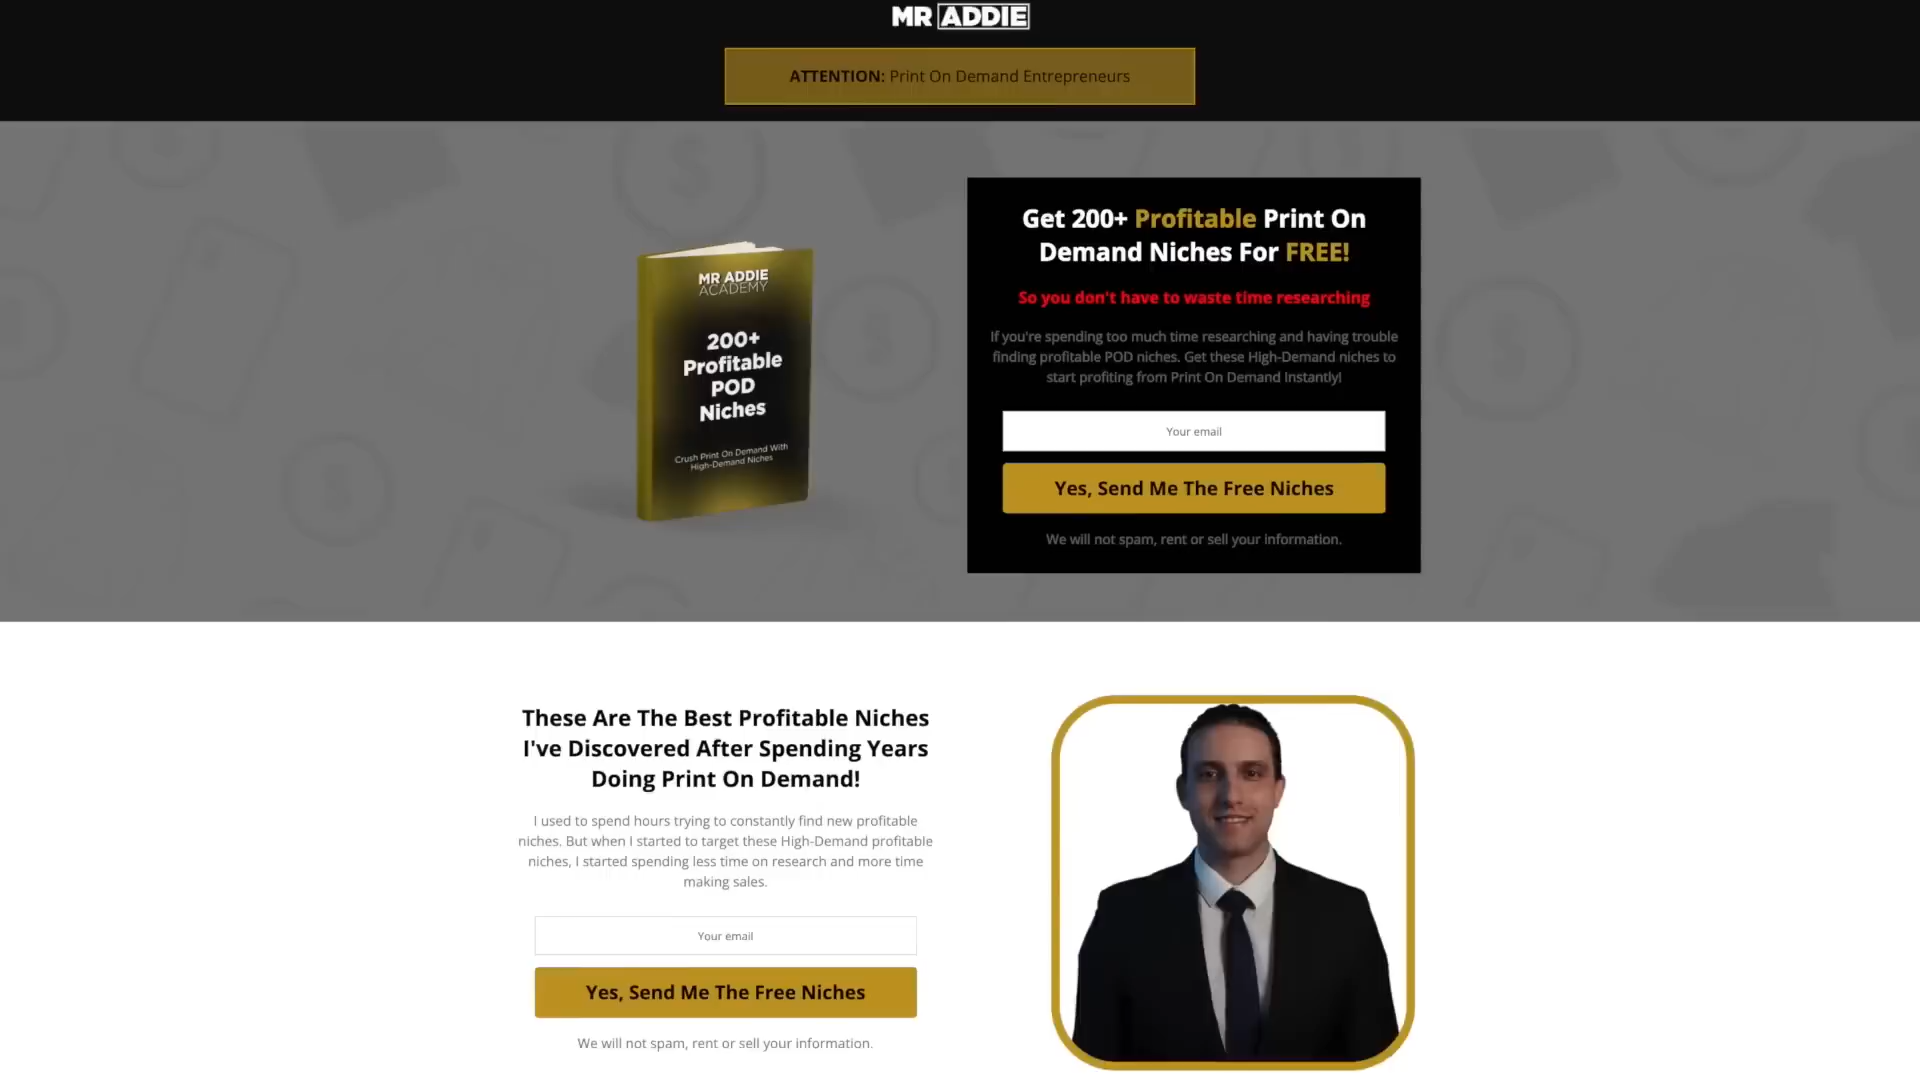 MR ADDIE
ATTENTION: Print On Demand Entrepreneurs
MR ADDIE
ACADEMY
200+
Profitable
POD
Niches
Crush Print On Demand With
High-Demand Niches
Get 200+ Profitable Print On
Demand Niches For FREE!
So you don't have to waste time researching
If you're spending too much time researching and having trouble
finding profitable POD niches. Get these High-Demand niches to
start profiting from Print On Demand Instantly!
Your email
Yes, Send Me The Free Niches
We will not spam, rent or sell your information.
These Are The Best Profitable Niches
I've Discovered After Spending Years
Doing Print On Demand!
I used to spend hours trying to constantly find new profitable
niches. But when I started to target these High-Demand profitable
niches, I started spending less time on research and more time
making sales.
Your email
Yes, Send Me The Free Niches
We will not spam, rent or sell your information.